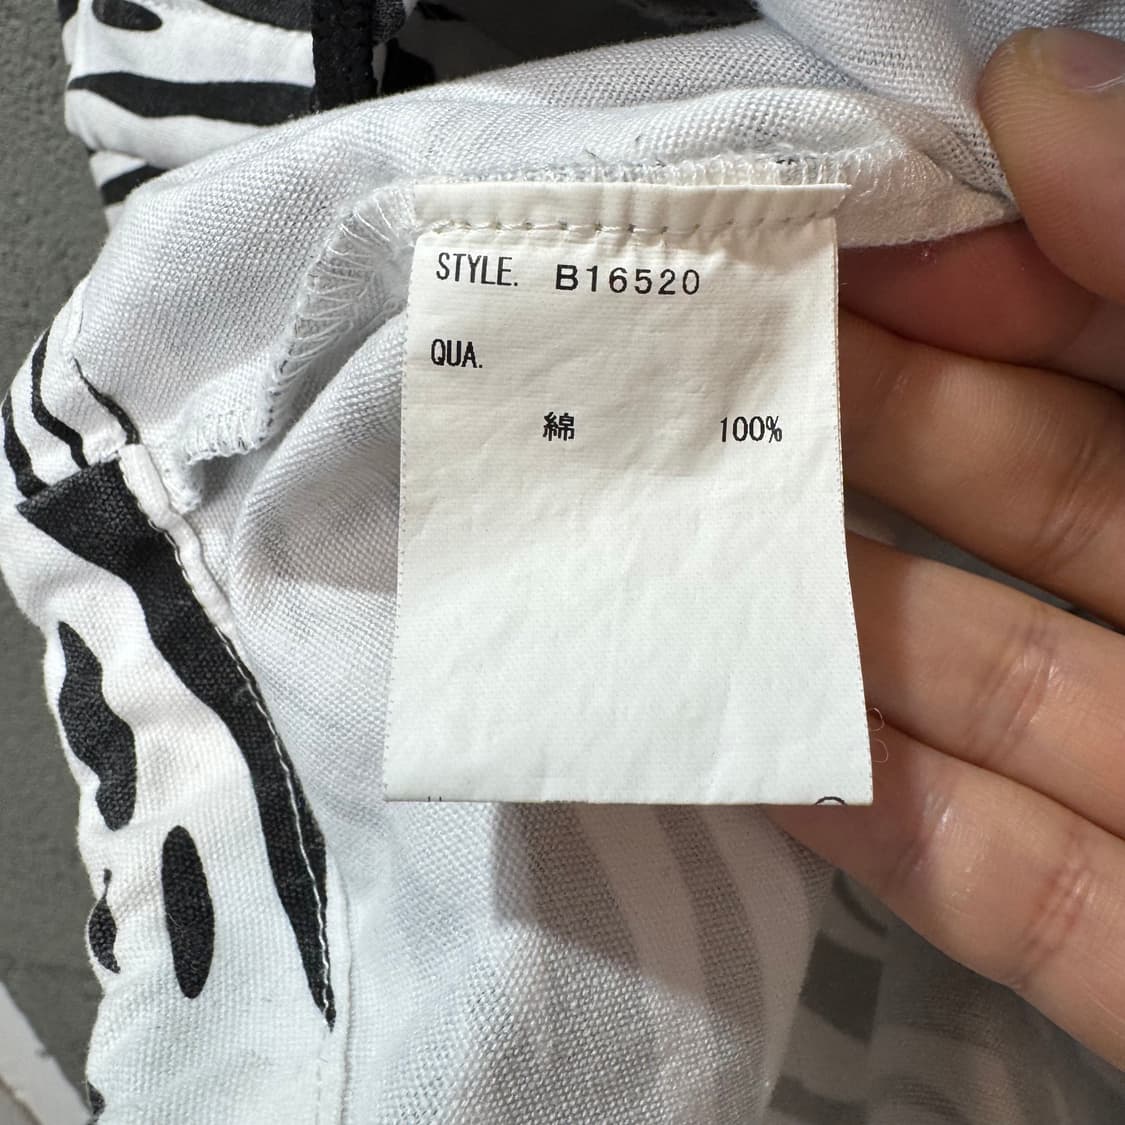 STYLE. B16520
QUA.
綿 100%